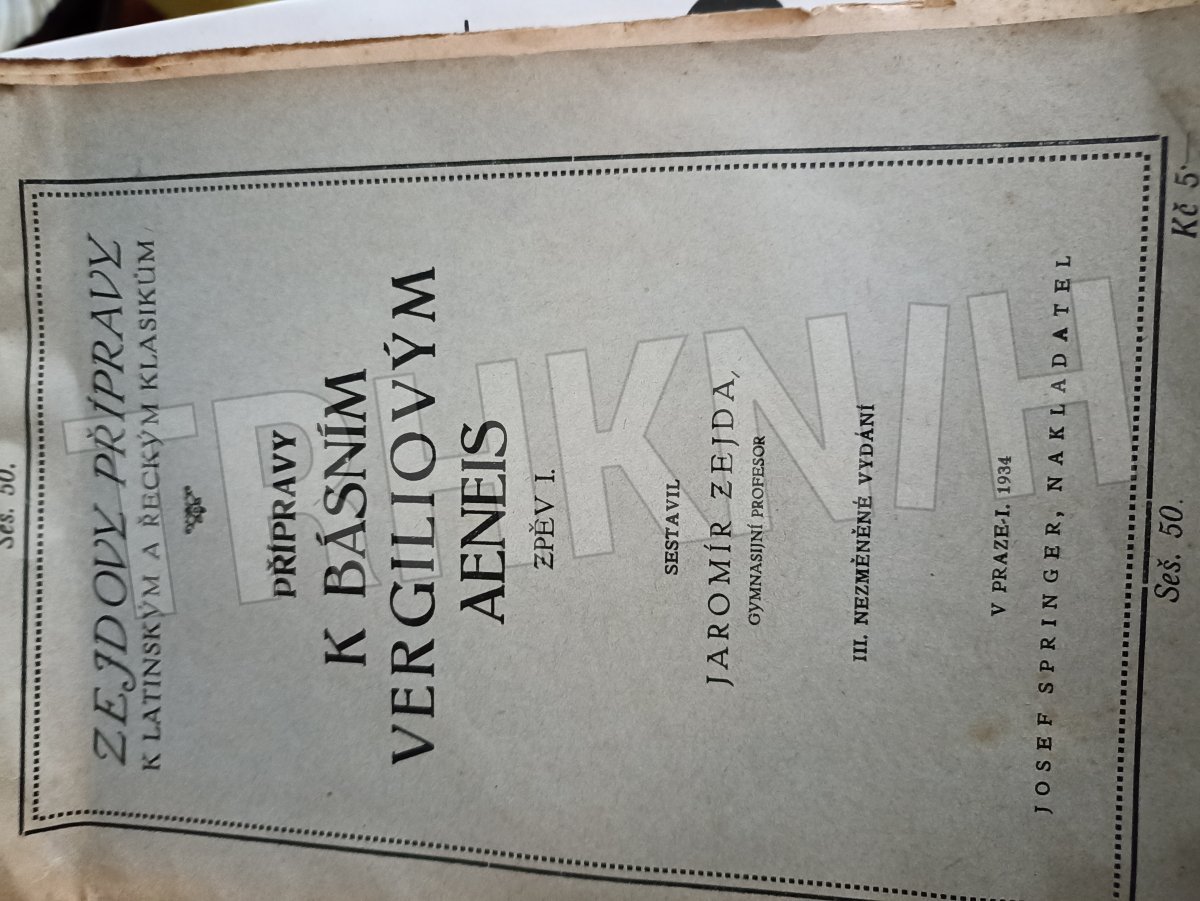 Seš. 50.
ZEJDOVY PŘÍPRAVY
K LATINSKÝM A ŘECKÝM KLASIKŮM
PŘÍPRAVY
K BÁSNÍM
VERGILIOVÝM
AENEIS
ZPĚV I.
SESTAVIL
JAROMÍR ZEJDA,
GYMNASIJNÍ PROFESOR
III. NEZMĚNĚNÉ VYDÁNÍ
V PRAZE-I. 1934
JOSEF SPRINGER, NAKLADATEL
Seš. 50.
Kč 5·—
TRHKNIH